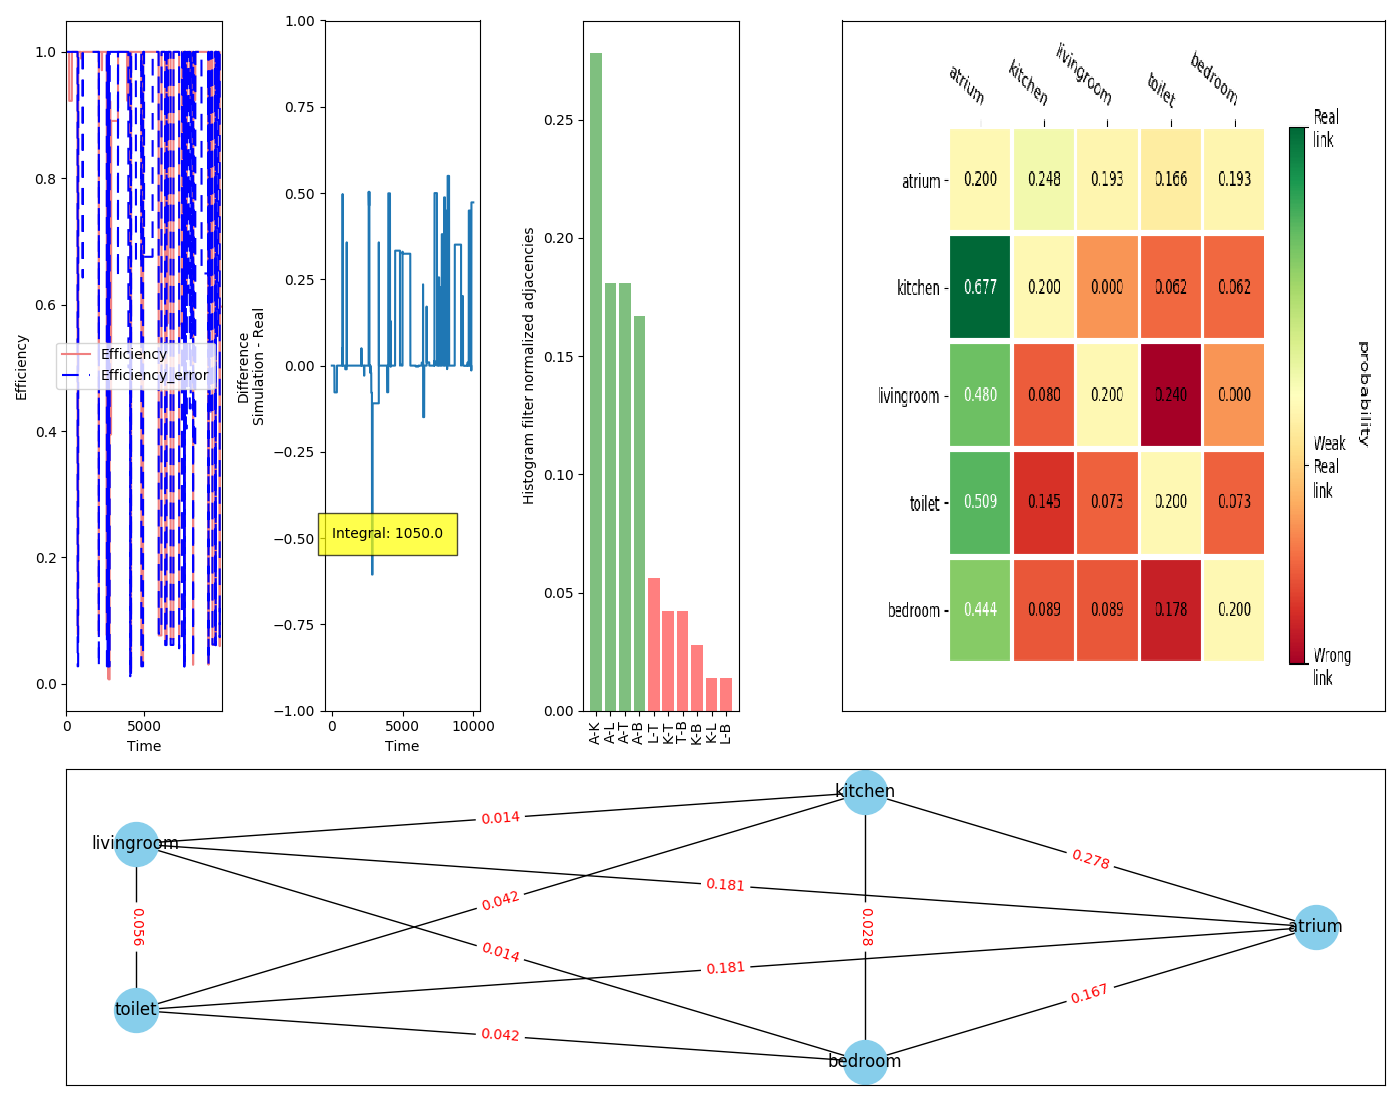 1.0
0.8
0.6
0.4
0.2
0.0
Efficiency
Efficiency
Efficiency_error
0
5000
Time
1.00
0.75
0.50
0.25
0.00
−0.25
−0.50
−0.75
−1.00
Difference
Simulation - Real
Integral: 1050.0
0
5000
10000
Time
0.25
0.20
0.15
0.10
0.05
0.00
Histogram filter normalized adjacencies
A-K
A-L
A-T
A-B
L-T
K-T
T-B
K-B
K-L
L-B
atrium
kitchen
livingroom
toilet
bedroom
atrium 0.200 0.248 0.193 0.166 0.193
kitchen 0.677 0.200 0.000 0.062 0.062
livingroom 0.480 0.080 0.200 0.240 0.000
toilet 0.509 0.145 0.073 0.200 0.073
bedroom 0.444 0.089 0.089 0.178 0.200
Real
link
Weak
Real
link
Wrong
link
probability
kitchen
livingroom
atrium
toilet
bedroom
0.014
0.278
0.181
0.042
0.056
0.028
0.014
0.181
0.167
0.042